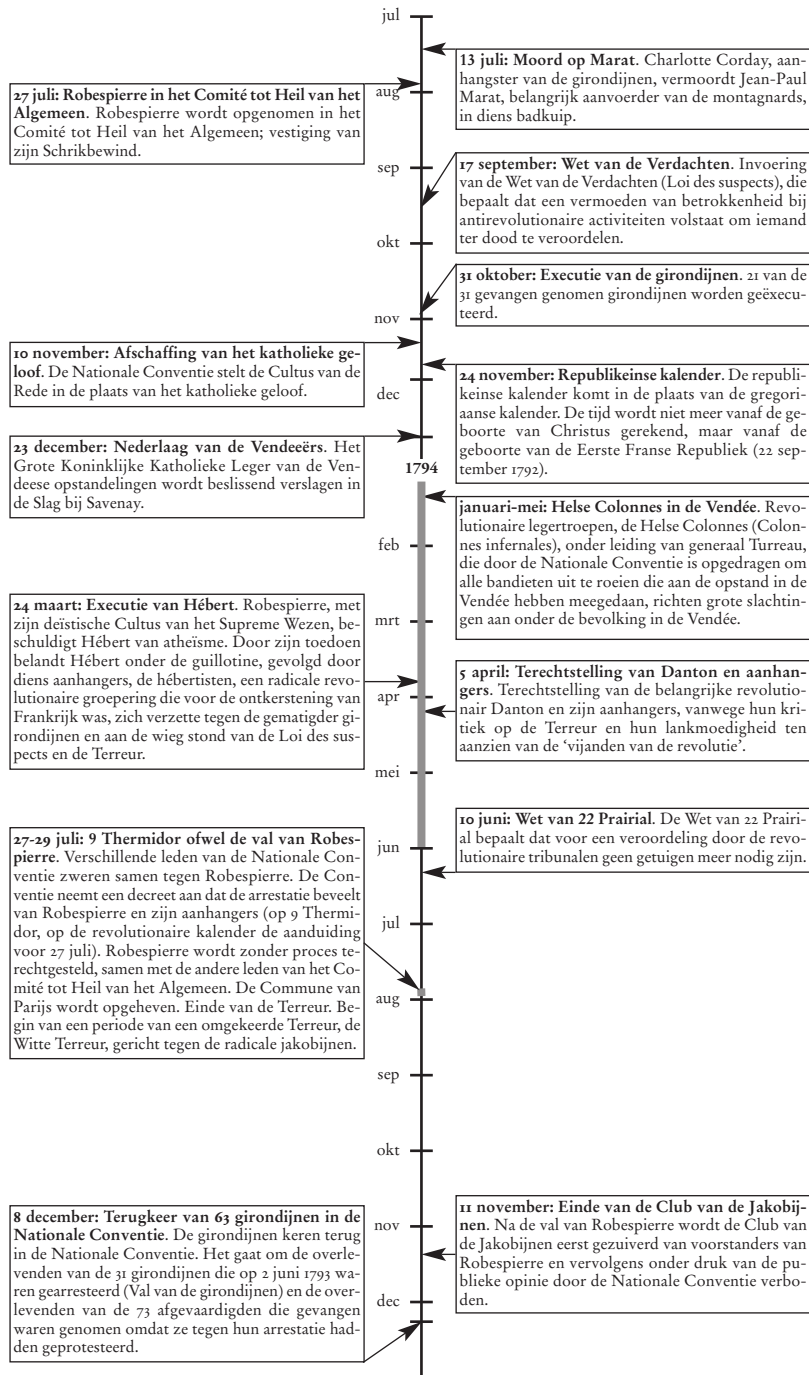 jul
13 juli: Moord op Marat. Charlotte Corday, aan-
hangster van de girondijnen, vermoordt Jean-Paul
Marat, belangrijk aanvoerder van de montagnards,
in diens badkuip.
27 juli: Robespierre in het Comité tot Heil van het
Algemeen. Robespierre wordt opgenomen in het
Comité tot Heil van het Algemeen; vestiging van
zijn Schrikbewind.
aug
sep
17 september: Wet van de Verdachten. Invoering
van de Wet van de Verdachten (Loi des suspects), die
bepaalt dat een vermoeden van betrokkenheid bij
antirevolutionaire activiteiten volstaat om iemand
ter dood te veroordelen.
okt
31 oktober: Executie van de girondijnen. 21 van de
31 gevangen genomen girondijnen worden geëxecu-
teerd.
nov
10 november: Afschaffing van het katholieke ge-
loof. De Nationale Conventie stelt de Cultus van de
Rede in de plaats van het katholieke geloof.
24 november: Republikeinse kalender. De republi-
keinse kalender komt in de plaats van de gregori-
aanse kalender. De tijd wordt niet meer vanaf de ge-
boorte van Christus gerekend, maar vanaf de
geboorte van de Eerste Franse Republiek (22 sep-
tember 1792).
dec
23 december: Nederlaag van de Vendeeërs. Het
Grote Koninklijke Katholieke Leger van de Ven-
deese opstandelingen wordt beslissend verslagen in
de Slag bij Savenay.
1794
januari-mei: Helse Colonnes in de Vendée. Revo-
lutionaire legertroepen, de Helse Colonnes (Colon-
nes infernales), onder leiding van generaal Turreau,
die door de Nationale Conventie is opgedragen om
alle bandieten uit te roeien die aan de opstand in de
Vendée hebben meegedaan, richten grote slachtin-
gen aan onder de bevolking in de Vendée.
feb
mrt
24 maart: Executie van Hébert. Robespierre, met
zijn deïstische Cultus van het Supreme Wezen, be-
schuldigt Hébert van atheïsme. Door zijn toedoen
belandt Hébert onder de guillotine, gevolgd door
diens aanhangers, de hébertisten, een radicale revo-
lutionaire groepering die voor de ontkerstening van
Frankrijk was, zich verzette tegen de gematigder gi-
rondijnen en aan de wieg stond van de Loi des sus-
pects en de Terreur.
apr
5 april: Terechtstelling van Danton en aanhan-
gers. Terechtstelling van de belangrijke revolutio-
nair Danton en zijn aanhangers, vanwege hun kri-
tiek op de Terreur en hun lankmoedigheid ten
aanzien van de ‘vijanden van de revolutie’.
mei
10 juni: Wet van 22 Prairial. De Wet van 22 Prairi-
al bepaalt dat voor een veroordeling door de revo-
lutionaire tribunalen geen getuigen meer nodig zijn.
jun
27-29 juli: 9 Thermidor ofwel de val van Robes-
pierre. Verschillende leden van de Nationale Con-
ventie zweren samen tegen Robespierre. De Con-
ventie neemt een decreet aan dat de arrestatie beveelt
van Robespierre en zijn aanhangers (op 9 Thermi-
dor, op de revolutionaire kalender de aanduiding
voor 27 juli). Robespierre wordt zonder proces te-
rechtgesteld, samen met de andere leden van het Co-
mité tot Heil van het Algemeen. De Commune van
Parijs wordt opgeheven. Einde van de Terreur. Be-
gin van een periode van een omgekeerde Terreur, de
Witte Terreur, gericht tegen de radicale jakobijnen.
jul
aug
sep
okt
11 november: Einde van de Club van de Jakobij-
nen. Na de val van Robespierre wordt de Club van
de Jakobijnen eerst gezuiverd van voorstanders van
Robespierre en vervolgens onder druk van de pu-
blieke opinie door de Nationale Conventie verbo-
den.
nov
8 december: Terugkeer van 63 girondijnen in de
Nationale Conventie. De girondijnen keren terug
in de Nationale Conventie. Het gaat om de overle-
venden van de 31 girondijnen die op 2 juni 1793 wa-
ren gearresteerd (Val van de girondijnen) en de over-
levenden van de 73 afgevaardigden die gevangen
waren genomen omdat ze tegen hun arrestatie had-
den geprotesteerd.
dec